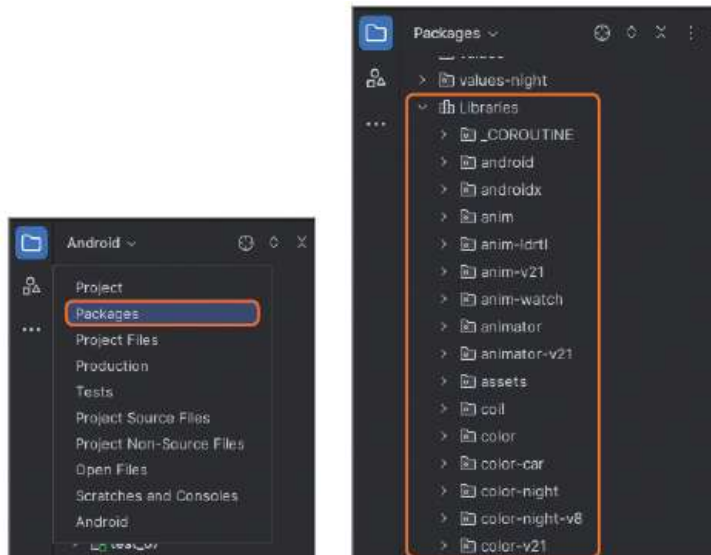 Android
Project
Packages
Project Files
Production
Tests
Project Source Files
Project Non-Source Files
Open Files
Scratches and Consoles
Android
Packages
values
values-night
Libraries
_COROUTINE
android
androidx
anim
anim-ldrtl
anim-v21
anim-watch
animator
animator-v21
assets
coil
color
color-car
color-night
color-night-v8
color-v21